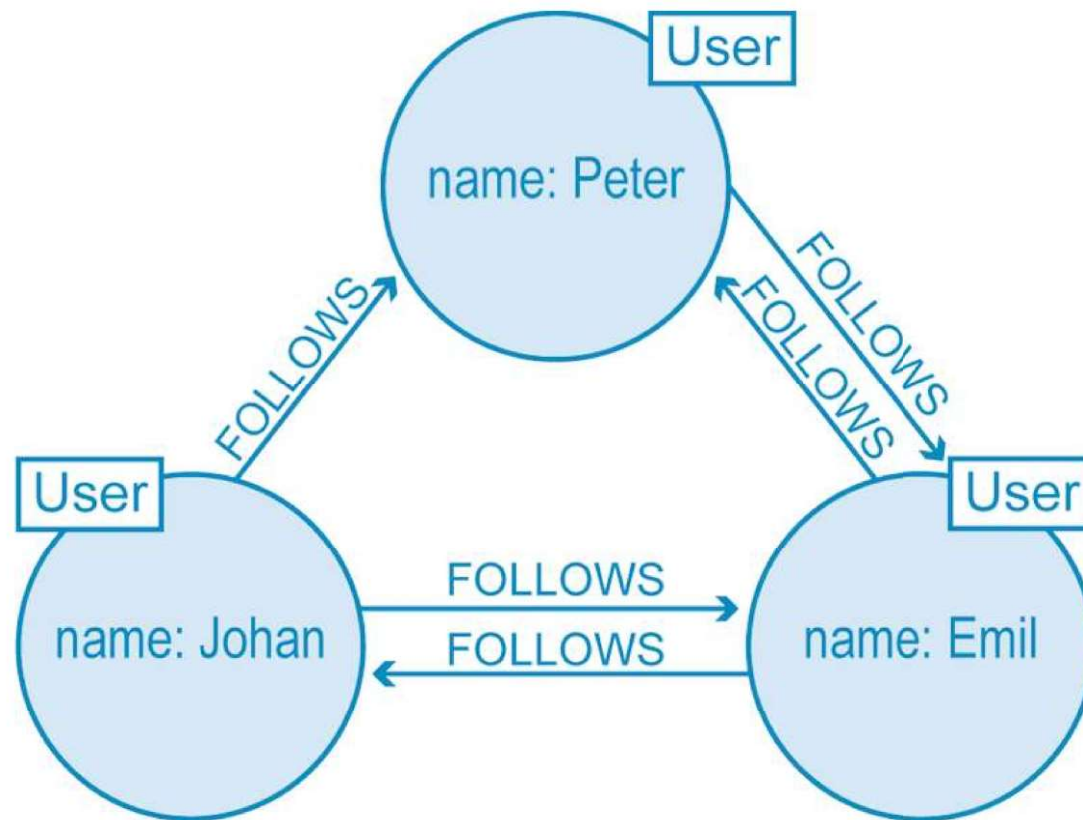 User
name: Peter
FOLLOWS
FOLLOWS
FOLLOWS
User
User
FOLLOWS
name: Johan
name: Emil
FOLLOWS